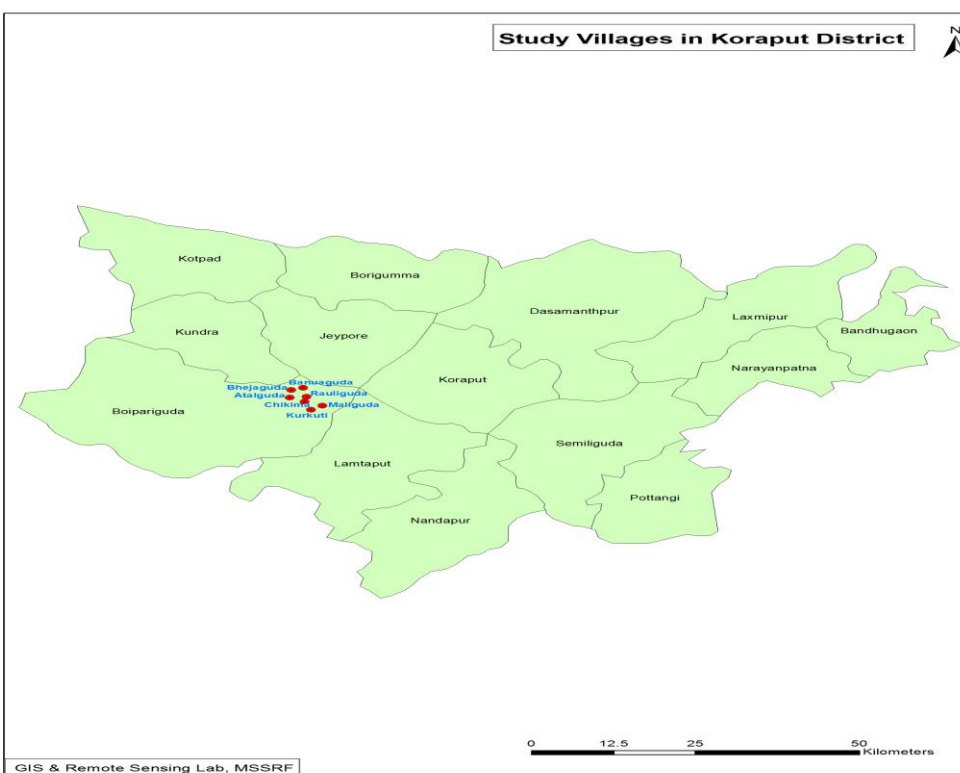 Study Villages in Koraput District
N
Kotpad
Borigumma
Dasamanthpur
Laxmipur
Bandhugaon
Kundra
Jeypore
Narayanpatna
Koraput
Banuaguda
Bhejaguda
Atalguda
Rauliguda
Chikima
Maliguda
Kurkuti
Boipariguda
Semiliguda
Lamtaput
Pottangi
Nandapur
0 12.5 25 50
Kilometers
GIS & Remote Sensing Lab, MSSRF